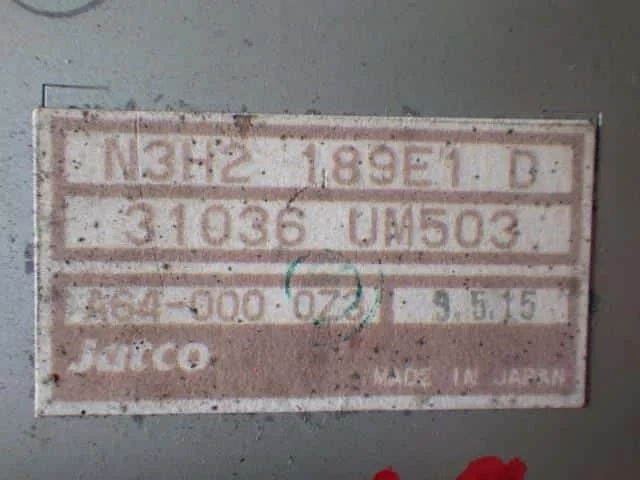 N3H2 189E1 D
31036 UM503
A64-000 073 9.5.15
Jatco
MADE IN JAPAN